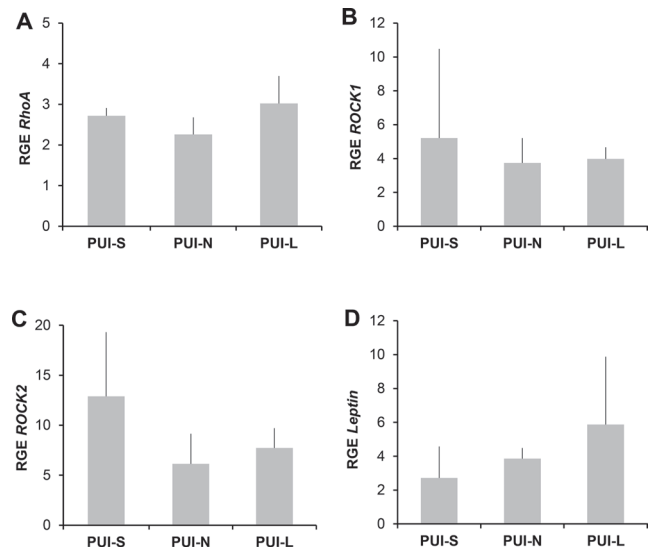 A
RGE RhoA
5
4
3
2
1
0
PUI-S PUI-N PUI-L
B
RGE ROCK1
12
10
8
6
4
2
0
PUI-S PUI-N PUI-L
C
RGE ROCK2
20
15
10
5
0
PUI-S PUI-N PUI-L
D
RGE Leptin
12
10
8
6
4
2
0
PUI-S PUI-N PUI-L